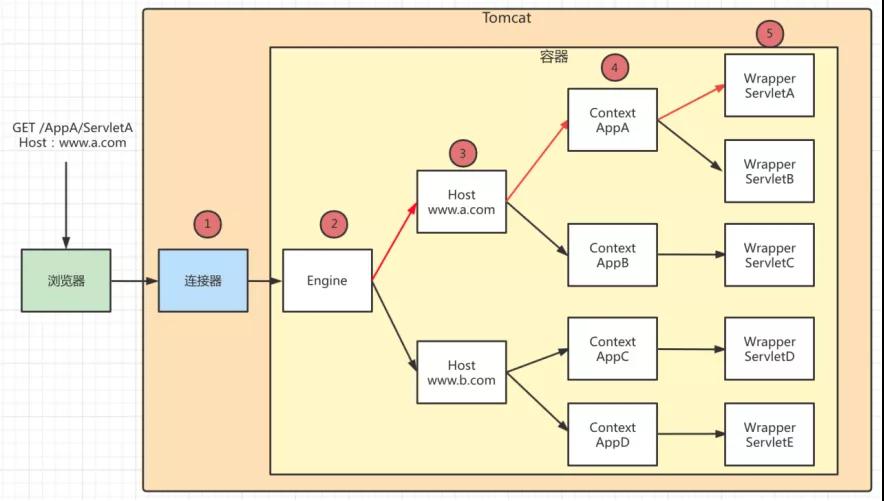 Tomcat
容器
GET /AppA/ServletA
Host：www.a.com
浏览器
1
连接器
2
Engine
3
Host
www.a.com
Host
www.b.com
4
Context
AppA
Context
AppB
Context
AppC
Context
AppD
5
Wrapper
ServletA
Wrapper
ServletB
Wrapper
ServletC
Wrapper
ServletD
Wrapper
ServletE